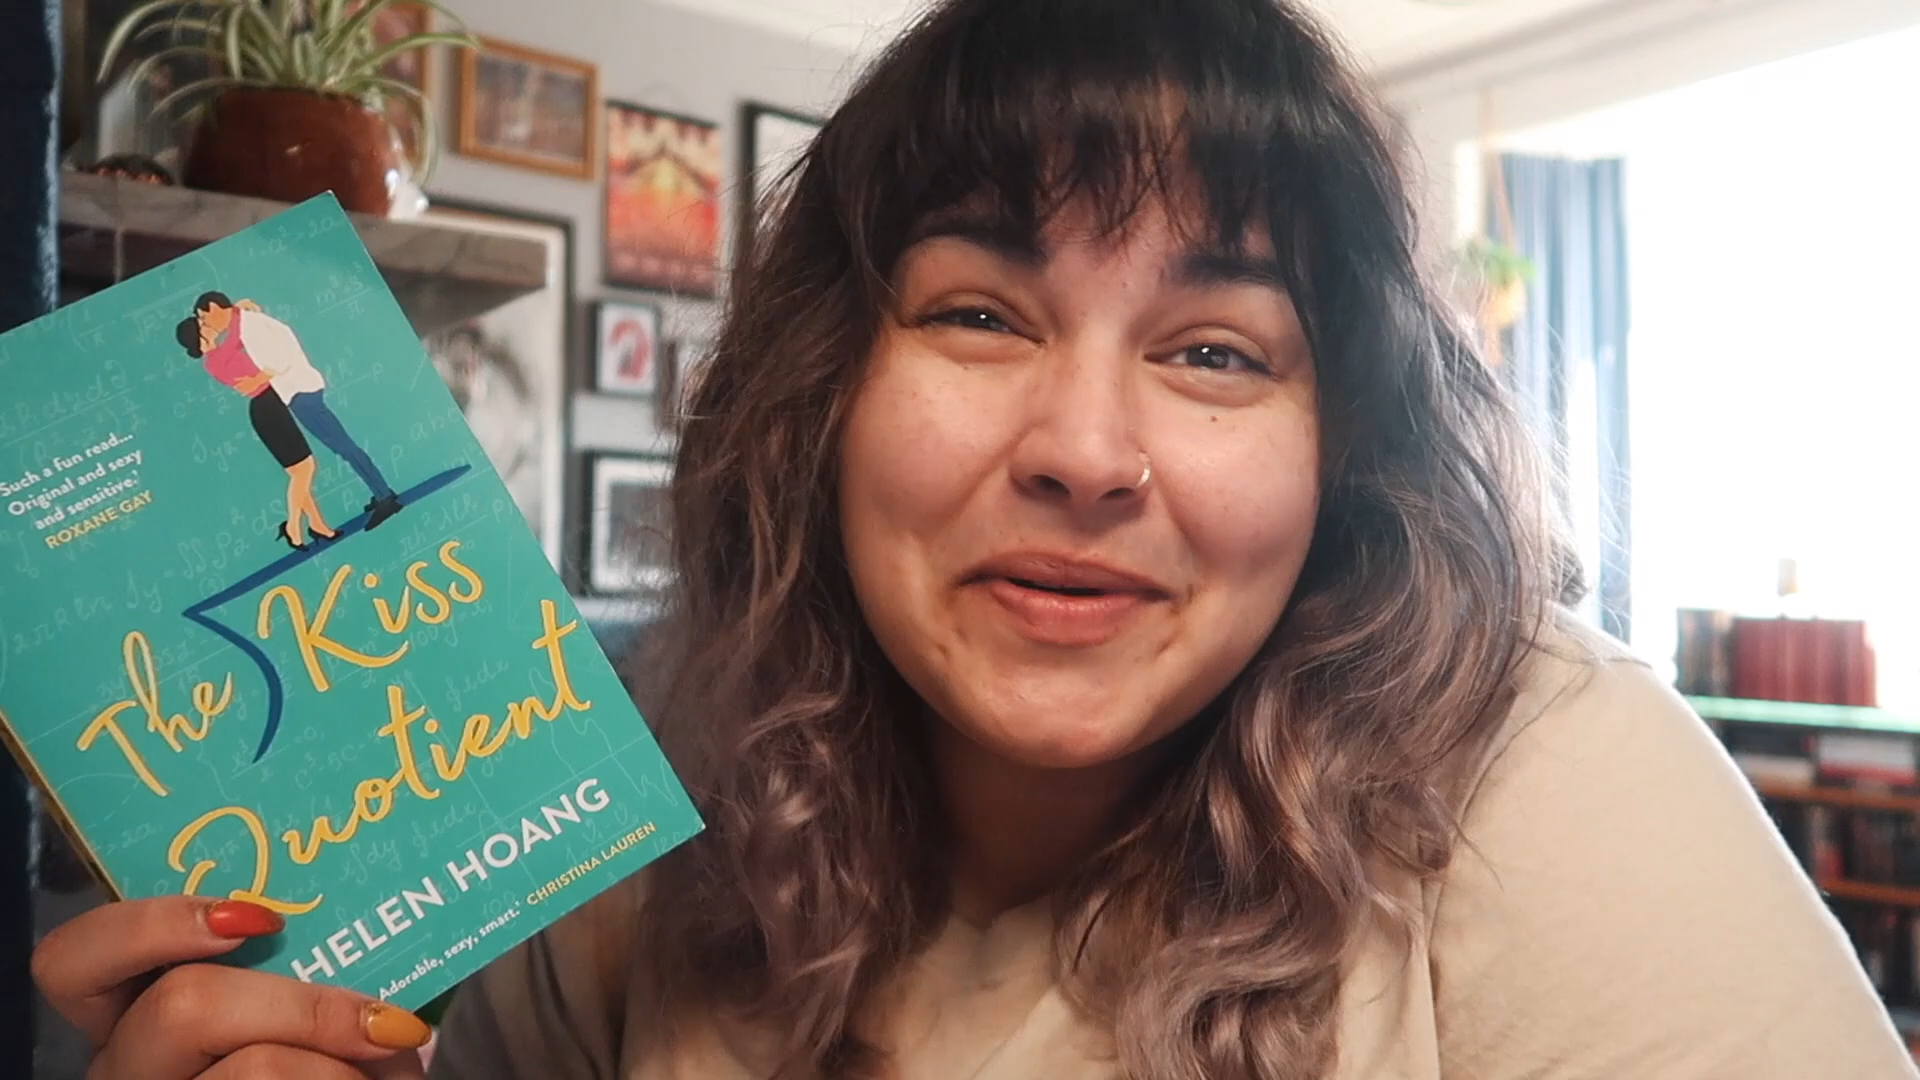 Such a fun read...
Original and sexy
and sensitive.'
ROXANE GAY
The Kiss
Quotient
HELEN HOANG
Adorable, sexy, smart.' CHRISTINA LAUREN